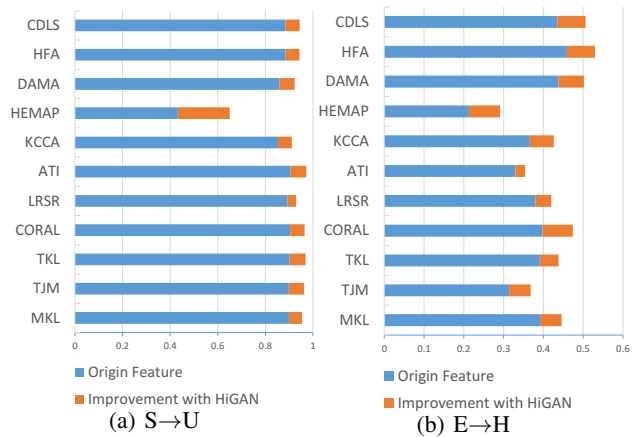 CDLS
HFA
DAMA
HEMAP
KCCA
ATI
LRSR
CORAL
TKL
TJM
MKL
0 0.2 0.4 0.6 0.8 1
Origin Feature
Improvement with HiGAN
(a) S→U
CDLS
HFA
DAMA
HEMAP
KCCA
ATI
LRSR
CORAL
TKL
TJM
MKL
0 0.1 0.2 0.3 0.4 0.5 0.6
Origin Feature
Improvement with HiGAN
(b) E→H